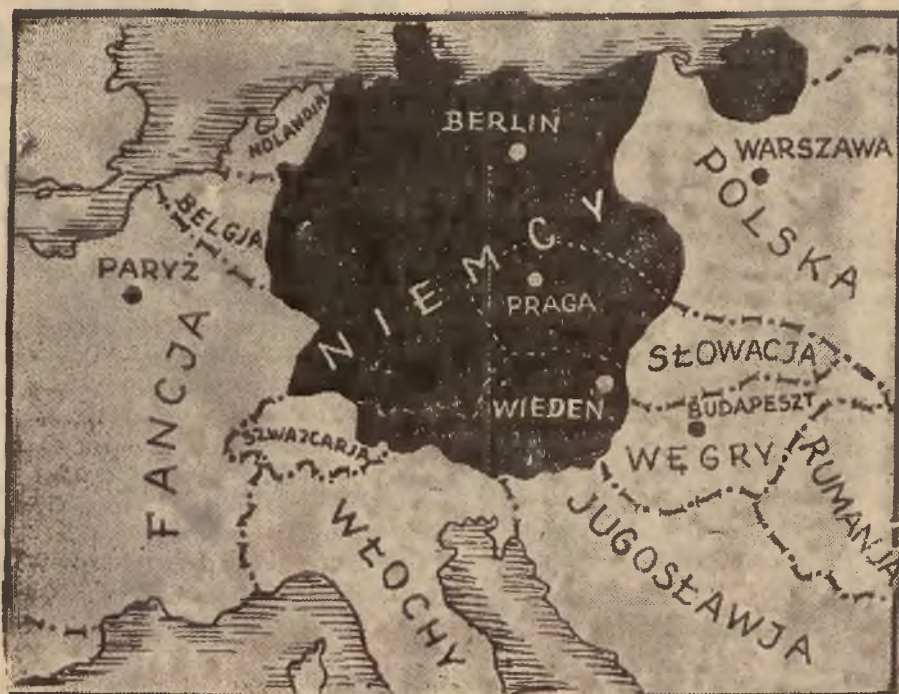 HOLANDJA
BERLIN
WARSZAWA
POLSKA
BELGJA
PARYŻ
NIEMCY
PRAGA
FANCJA
SŁOWACJA
WIEDEŃ
BUDAPESZT
SZWAJCARJA
WĘGRY
RUMANJA
WŁOCHY
JUGOSŁAWJA